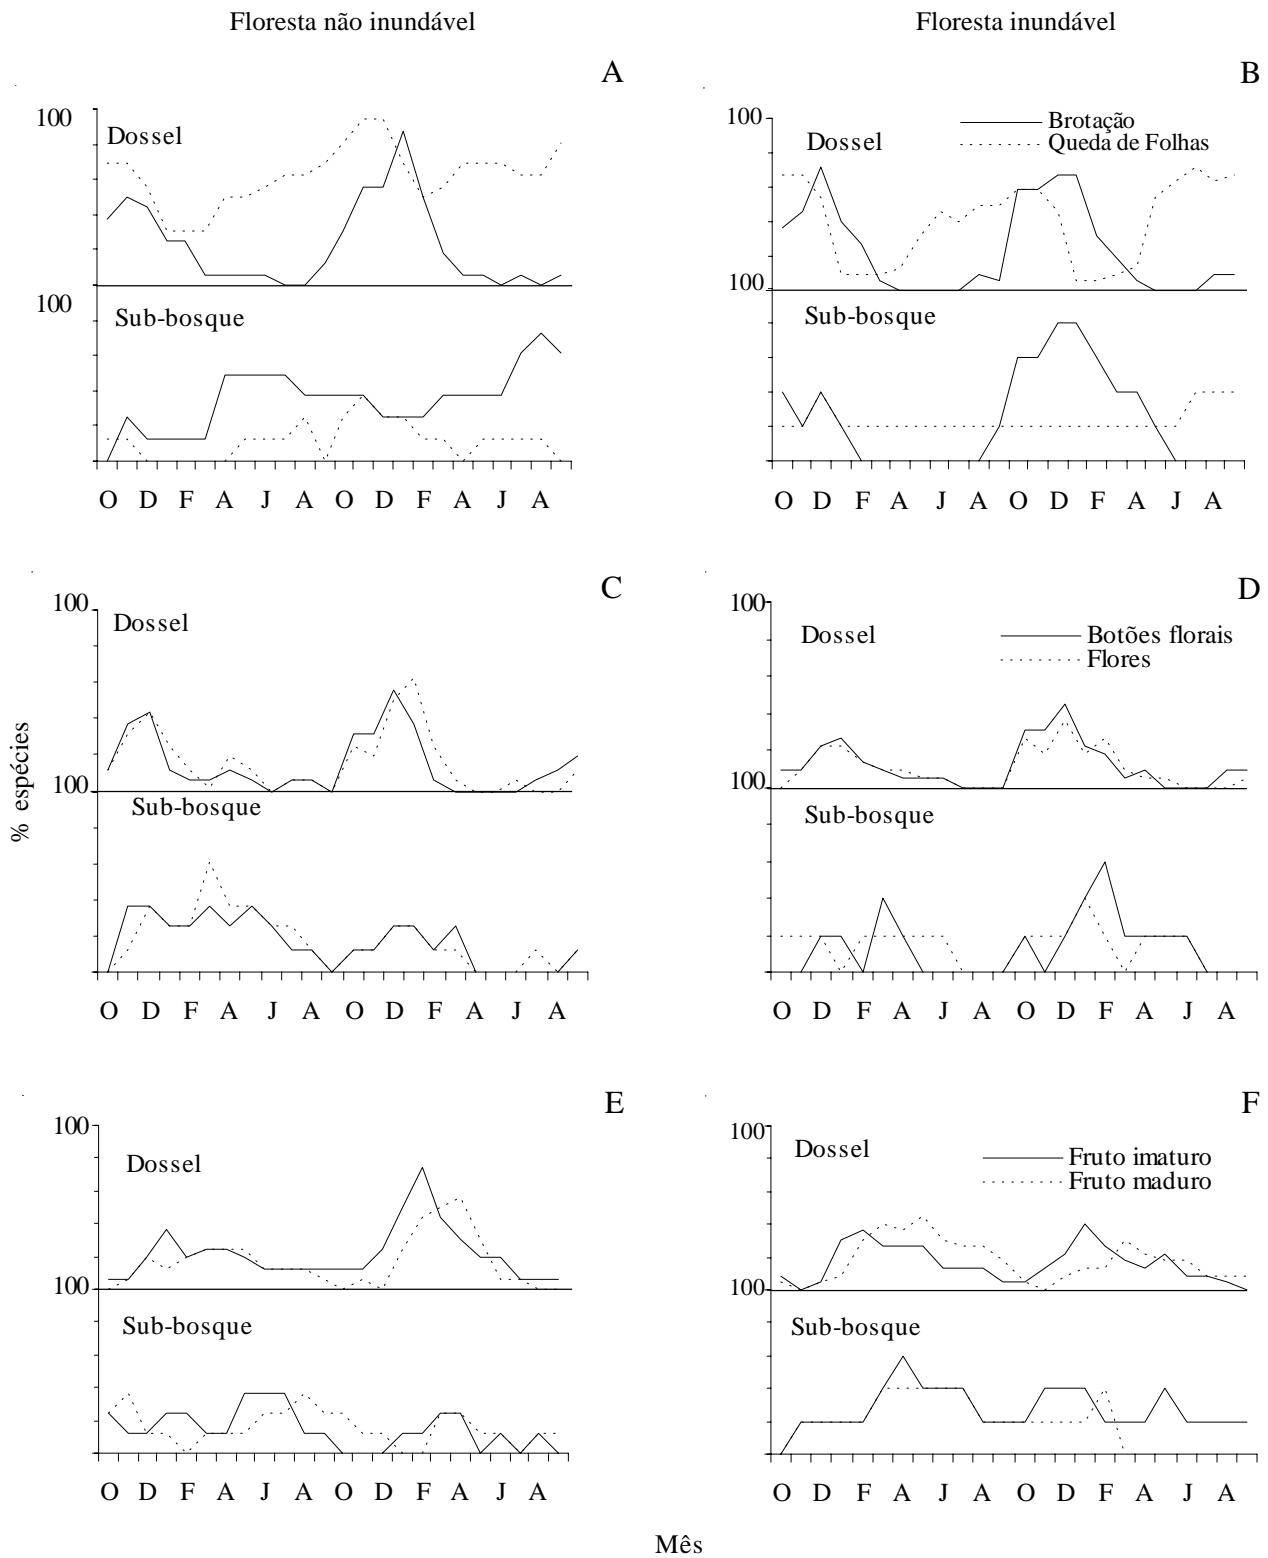 Floresta não inundável
Floresta inundável
A
100
Dossel
100
Sub-bosque
O D F A J A O D F A J A
B
100
Dossel
Brotação
Queda de Folhas
100
Sub-bosque
O D F A J A O D F A J A
C
100
Dossel
100
Sub-bosque
O D F A J A O D F A J A
D
100
Dossel
Botões florais
Flores
100
Sub-bosque
O D F A J A O D F A J A
% espécies
E
100
Dossel
100
Sub-bosque
O D F A J A O D F A J A
F
100
Dossel
Fruto imaturo
Fruto maduro
100
Sub-bosque
O D F A J A O D F A J A
Mês